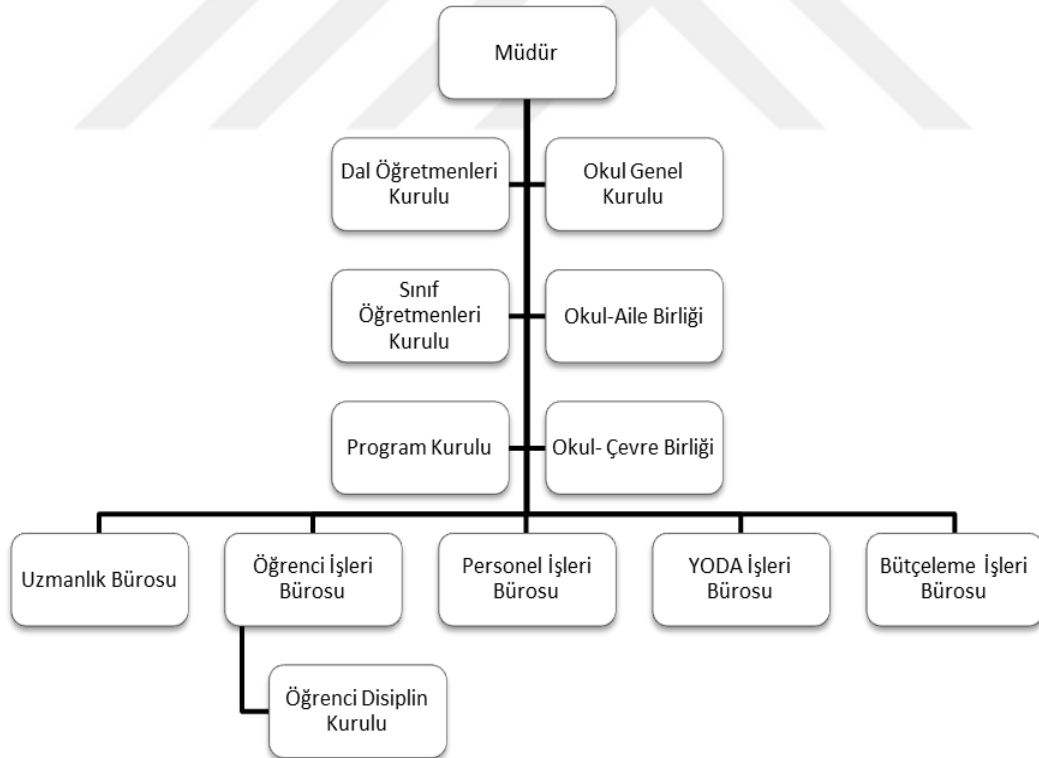 Müdür
Dal Öğretmenleri
Kurulu
Okul Genel
Kurulu
Sınıf
Öğretmenleri
Kurulu
Okul-Aile Birliği
Program Kurulu
Okul- Çevre Birliği
Uzmanlık Bürosu
Öğrenci İşleri
Bürosu
Personel İşleri
Bürosu
YODA İşleri
Bürosu
Bütçeleme İşleri
Bürosu
Öğrenci Disiplin
Kurulu